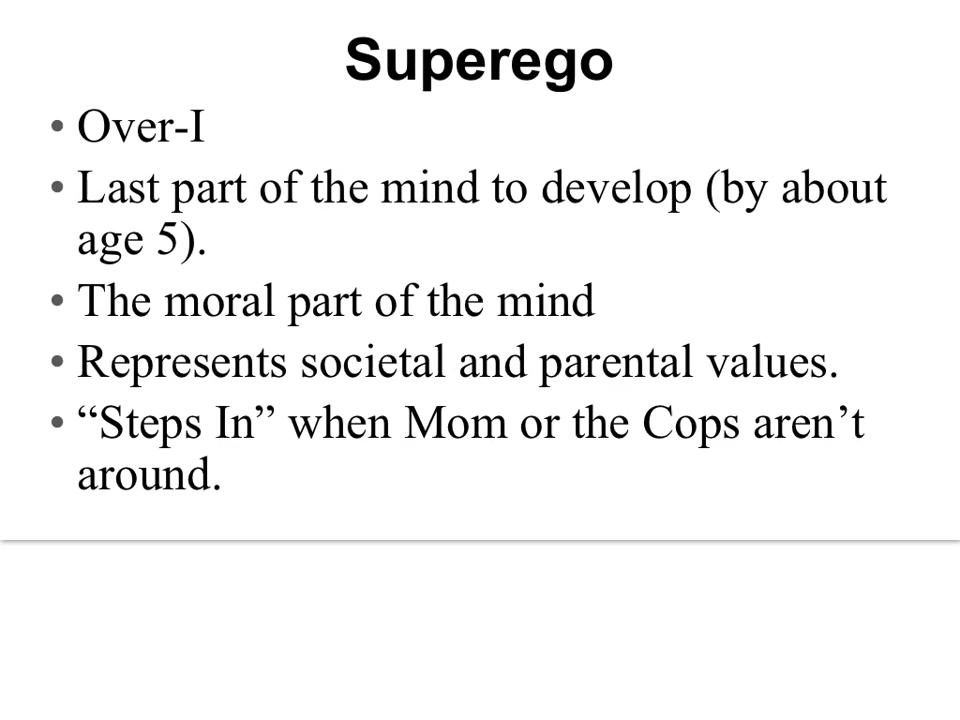 Superego
• Over-I
• Last part of the mind to develop (by about
age 5).
• The moral part of the mind
• Represents societal and parental values.
• “Steps In” when Mom or the Cops aren’t
around.